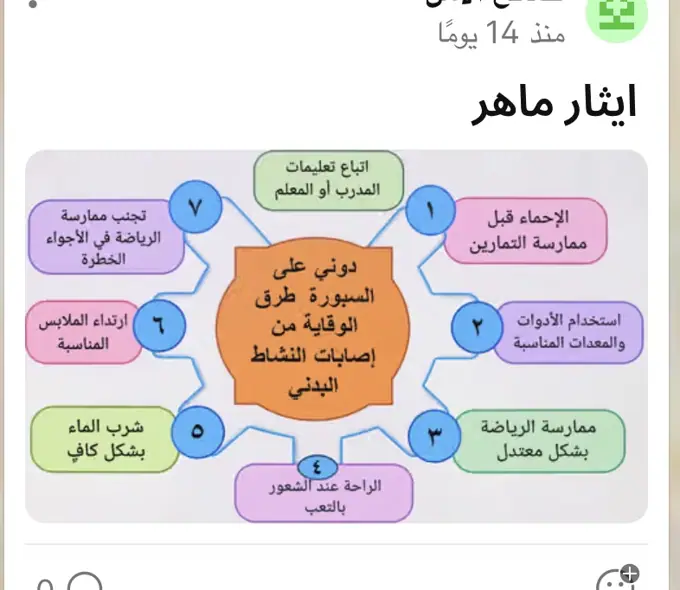 منذ 14 يومًا
ايثار ماهر
اتباع تعليمات
المدرب أو المعلم
١
الإحماء قبل
ممارسة التمارين
٢
استخدام الأدوات
والمعدات المناسبة
٣
ممارسة الرياضة
بشكل معتدل
٤
الراحة عند الشعور
بالتعب
٥
شرب الماء
بشكل كافٍ
٦
ارتداء الملابس
المناسبة
٧
تجنب ممارسة
الرياضة في الأجواء
الخطرة
دوني على
السبورة طرق
الوقاية من
إصابات النشاط
البدني
0